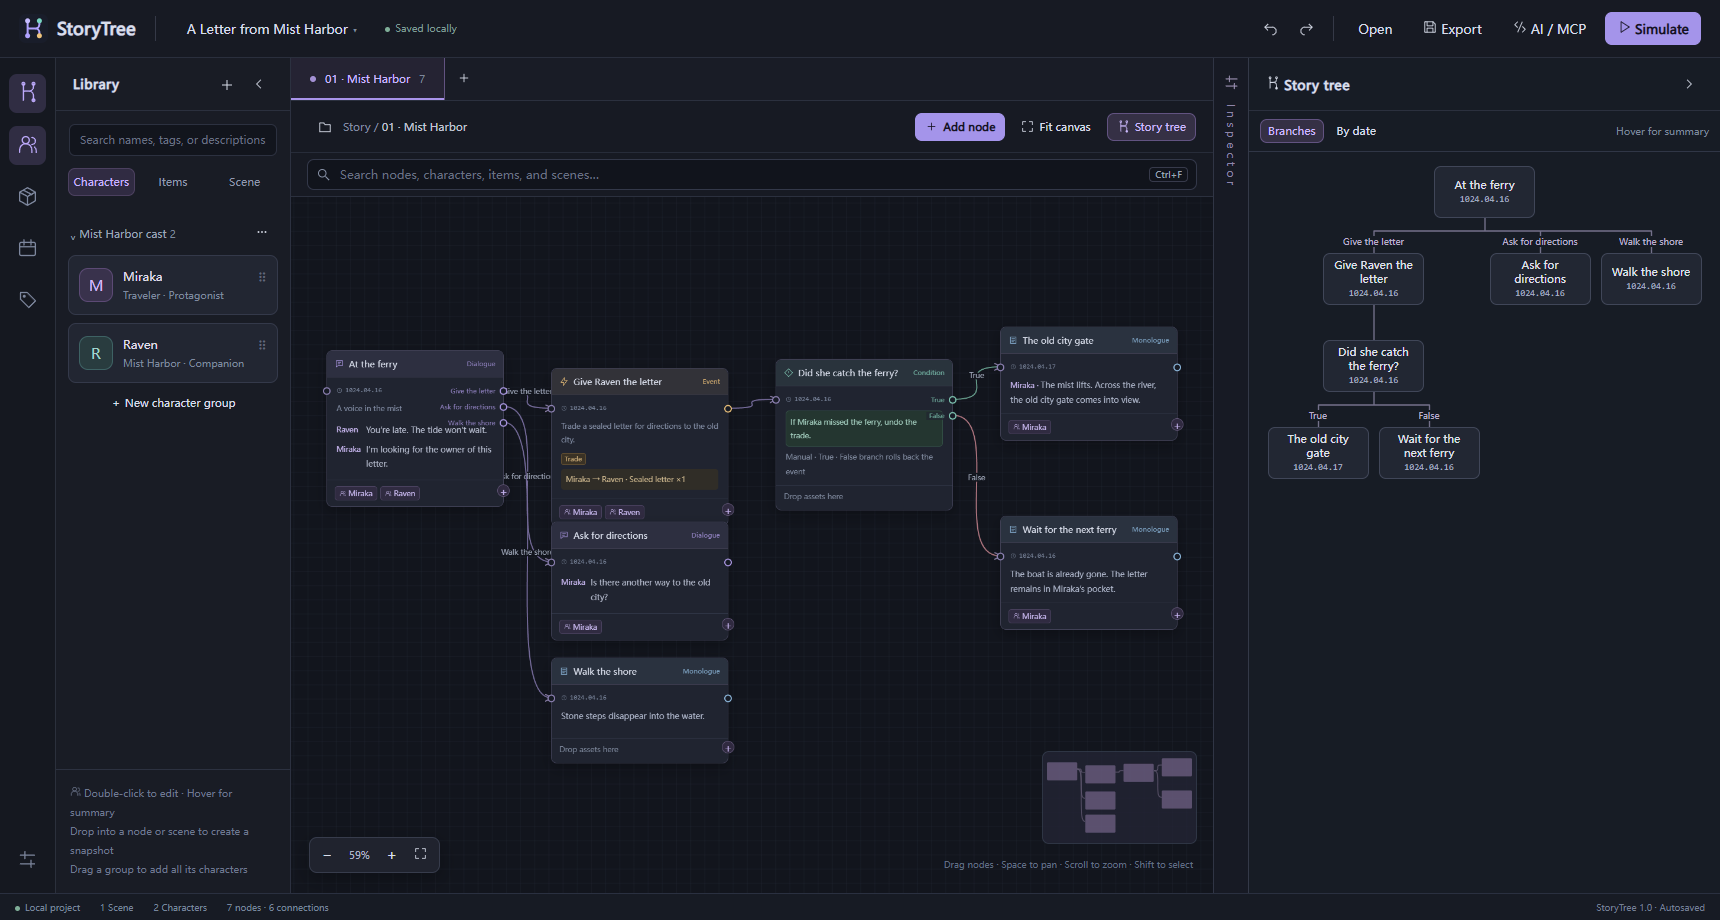 StoryTree
A Letter from Mist Harbor
Saved locally
Open
Export
AI / MCP
Simulate
Library
Search names, tags, or descriptions
Characters
Items
Scene
Mist Harbor cast 2
M
Miraka
Traveler · Protagonist
R
Raven
Mist Harbor · Companion
+ New character group
Double-click to edit · Hover for
summary
Drop into a node or scene to create a
snapshot
Drag a group to add all its characters
01 · Mist Harbor 7
Story / 01 · Mist Harbor
+ Add node
Fit canvas
Story tree
Search nodes, characters, items, and scenes...
Ctrl+F
At the ferry
Dialogue
1024.04.16
Give the letter
Ask for directions
Walk the shore
A voice in the mist
Raven You're late. The tide won't wait.
Miraka I'm looking for the owner of this
letter.
Miraka
Raven
Give the letter
Ask for directions
Walk the shore
Give Raven the letter
Event
1024.04.16
Trade a sealed letter for directions to the old
city.
Trade
Miraka → Raven · Sealed letter ×1
Miraka
Raven
Ask for directions
Dialogue
1024.04.16
Miraka Is there another way to the old
city?
Miraka
Walk the shore
Monologue
1024.04.16
Stone steps disappear into the water.
Drop assets here
Did she catch the ferry?
Condition
1024.04.16
True
False
If Miraka missed the ferry, undo the
trade.
Manual · True · False branch rolls back the
event
Drop assets here
True
False
The old city gate
Monologue
1024.04.17
Miraka · The mist lifts. Across the river,
the old city gate comes into view.
Miraka
Wait for the next ferry
Monologue
1024.04.16
The boat is already gone. The letter
remains in Miraka's pocket.
Miraka
59%
Drag nodes · Space to pan · Scroll to zoom · Shift to select
Inspector
Story tree
Branches
By date
Hover for summary
At the ferry
1024.04.16
Give the letter
Ask for directions
Walk the shore
Give Raven the
letter
1024.04.16
Ask for
directions
1024.04.16
Walk the shore
1024.04.16
Did she catch
the ferry?
1024.04.16
True
False
The old city
gate
1024.04.17
Wait for the
next ferry
1024.04.16
Local project
1 Scene
2 Characters
7 nodes · 6 connections
StoryTree 1.0 · Autosaved